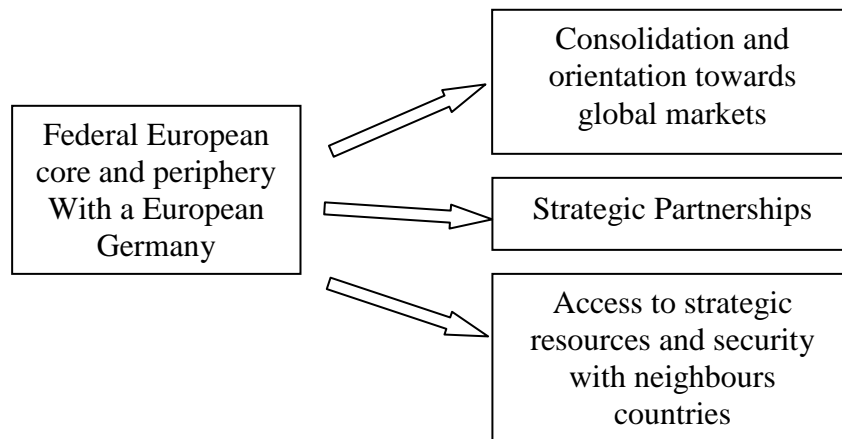 Federal European
core and periphery
With a European
Germany
Consolidation and
orientation towards
global markets
Strategic Partnerships
Access to strategic
resources and security
with neighbours
countries